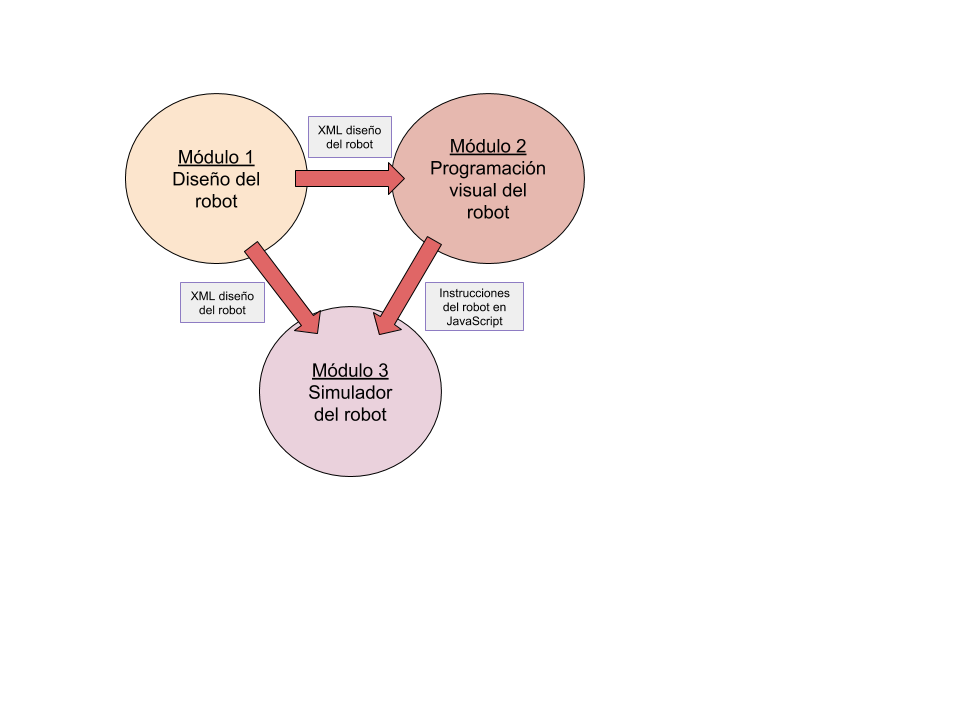 Módulo 1
Diseño del
robot
XML diseño
del robot
Módulo 2
Programación
visual del
robot
XML diseño
del robot
Instrucciones
del robot en
JavaScript
Módulo 3
Simulador
del robot